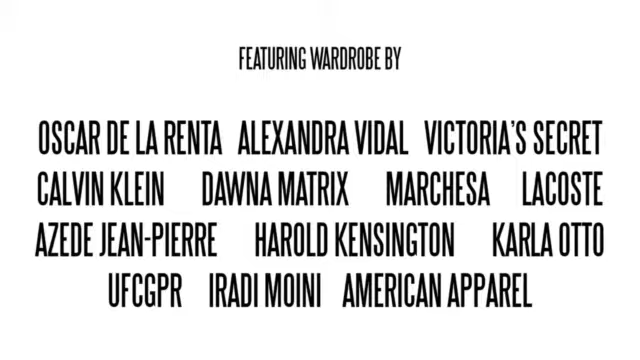 FEATURING WARDROBE BY
OSCAR DE LA RENTA ALEXANDRA VIDAL VICTORIA'S SECRET
CALVIN KLEIN DAWNA MATRIX MARCHESA LACOSTE
AZEDE JEAN-PIERRE HAROLD KENSINGTON KARLA OTTO
UFCGPR IRADI MOINI AMERICAN APPAREL